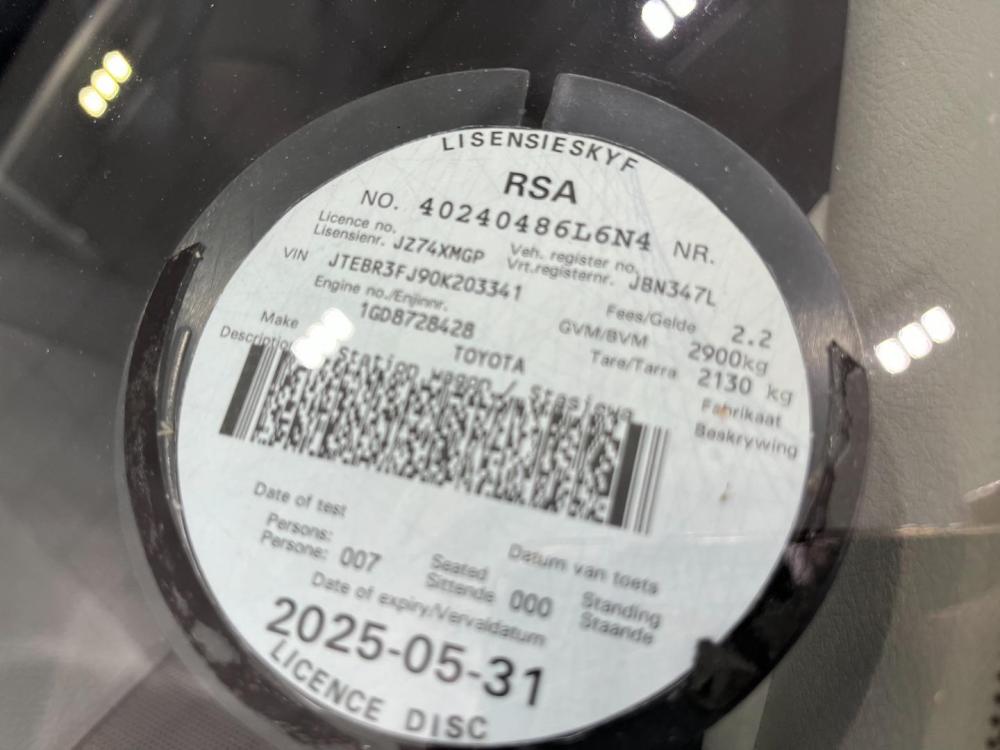 LISENSIESKYF
RSA
NO. 40240486L6N4 NR.
Licence no. Veh. register no.
Lisensienr. JZ74XMGP Vrt.registernr. JBN347L
VIN JTEBR3FJ90K203341 Fees/Gelde 2.2
Engine no./Enjinnr. GVM/BVM 2900kg
1GD8728428 Tare/Tarra 2130 kg
Make TOYOTA Fabrikaat
Description Station wagon / Stasiewa Beskrywing
Date of test Datum van toets
Persons: Seated Standing
Persone: 007 Sittende 000 Staande
Date of expiry/Vervaldatum
2025-05-31
LICENCE DISC